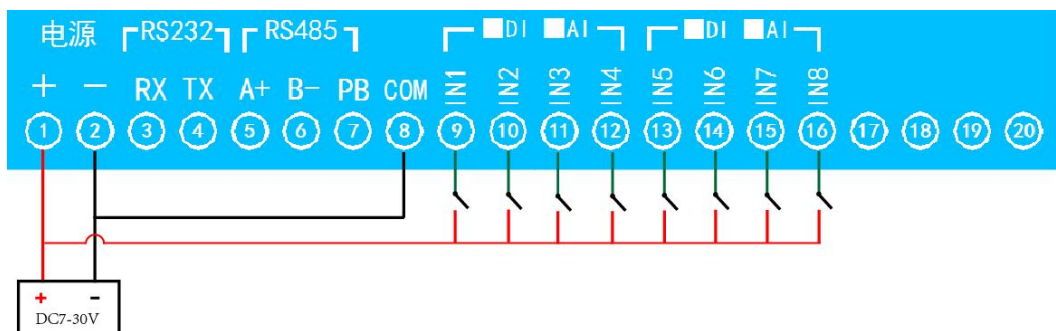 电源 RS232 RS485 DI AI DI AI
+ − RX TX A+ B− PB COM IN1 IN2 IN3 IN4 IN5 IN6 IN7 IN8
1 2 3 4 5 6 7 8 9 10 11 12 13 14 15 16 17 18 19 20
+ -
DC7-30V